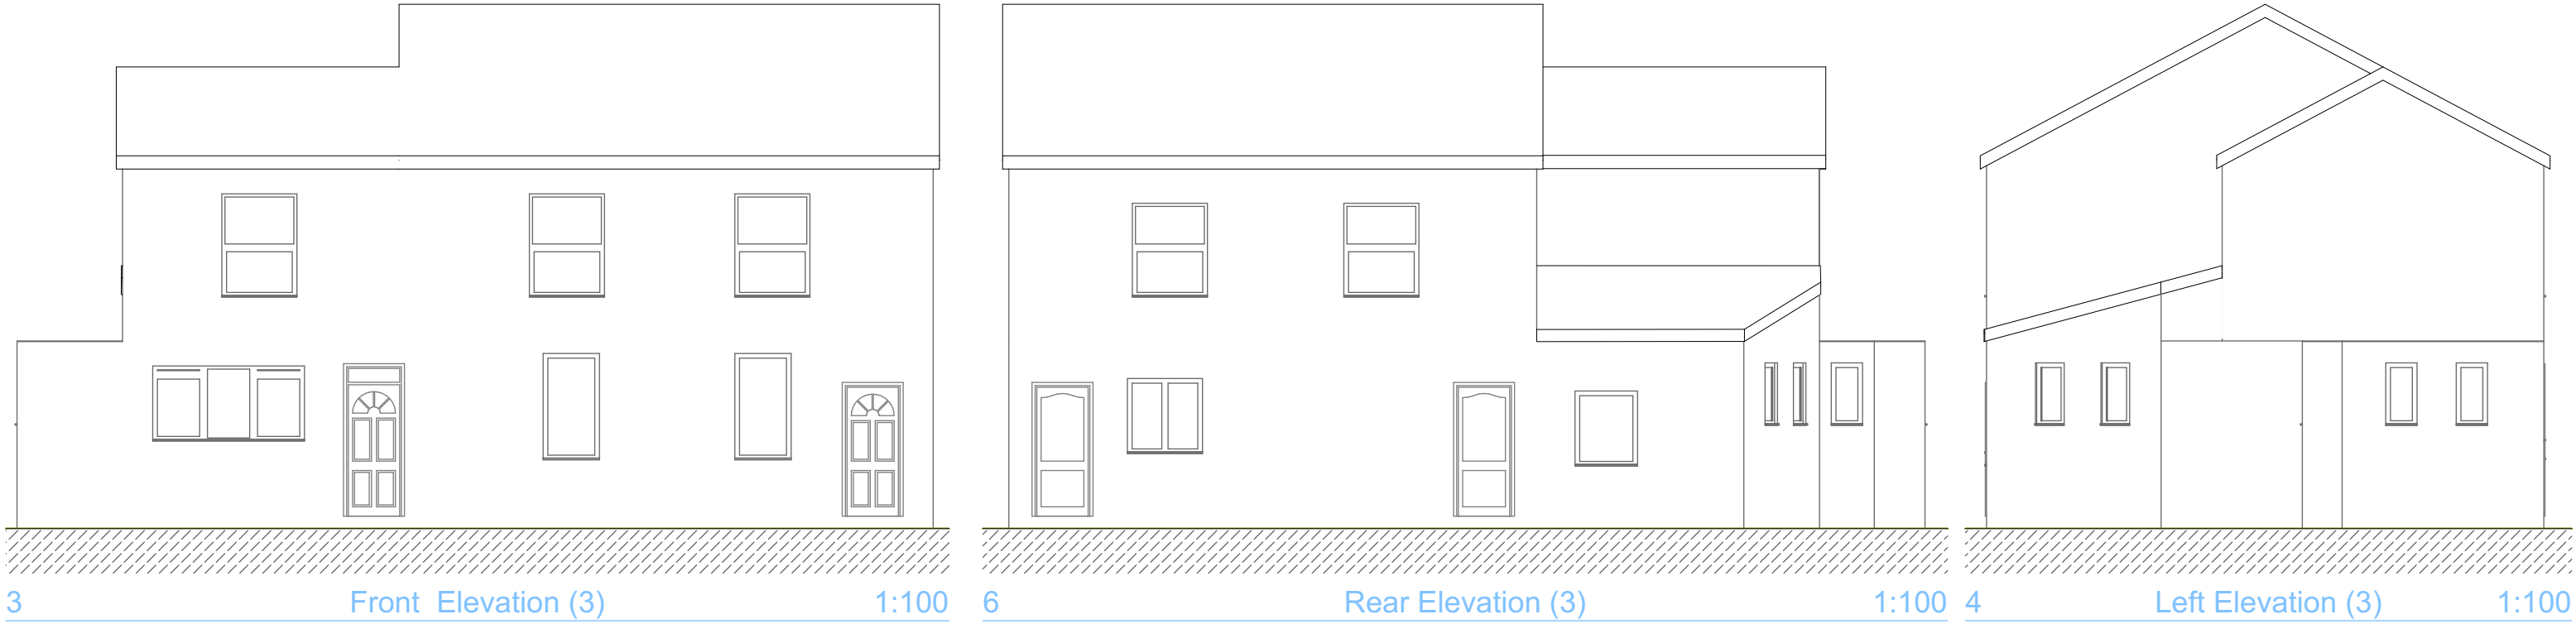 3 Front Elevation (3) 1:100
6 Rear Elevation (3) 1:100
4 Left Elevation (3) 1:100